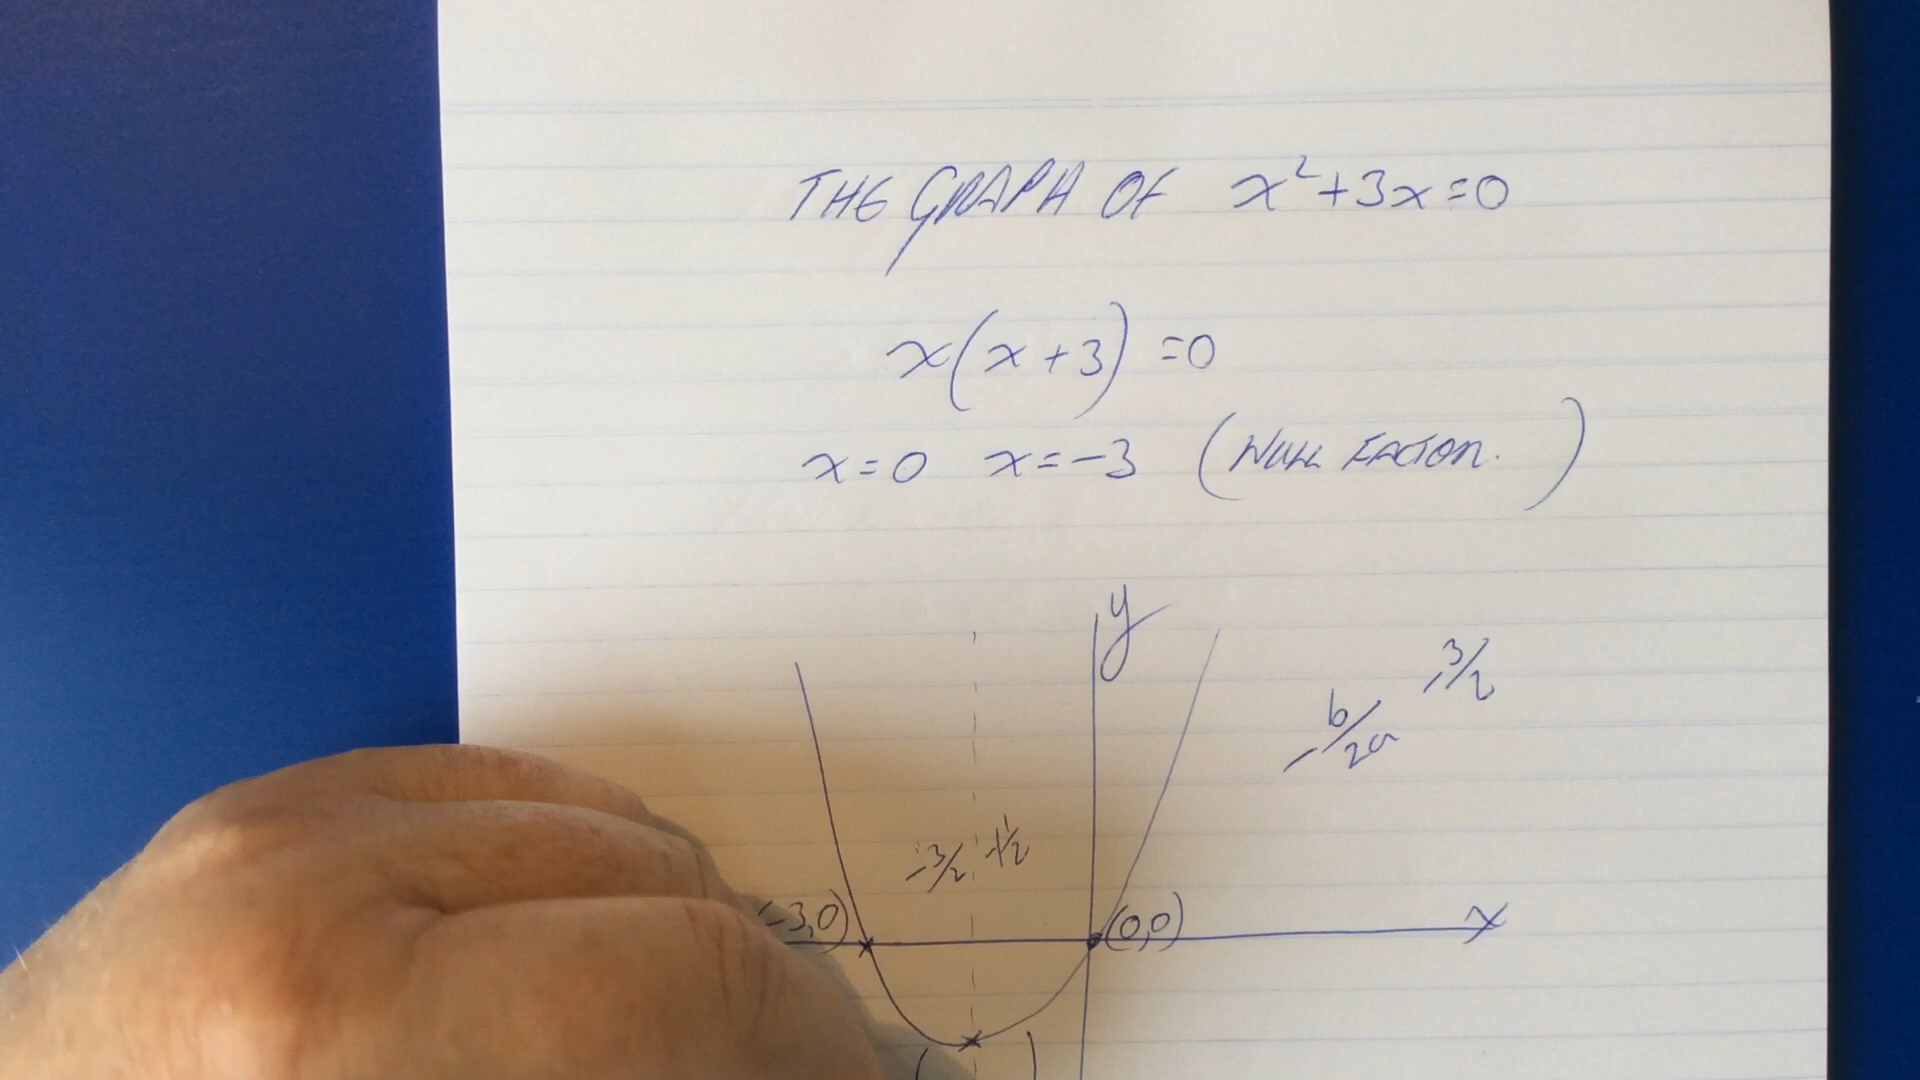 THE GRAPH OF x²+3x=0
x(x+3)=0
x=0 x=-3 (NULL FACTOR.)
y
-3/2
-b/2a
-3/2 -1½
(-3,0)
(0,0)
x
( )